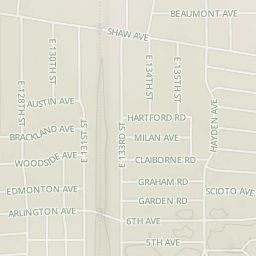 BEAUMONT AVE
SHAW AVE
E 130TH ST
E 134TH ST
E 135TH ST
E 128TH ST
AUSTIN AVE
HARTFORD RD
BRACKLAND AVE
E 131ST ST
E 133RD ST
MILAN AVE
HAYDEN AVE
WOODSIDE AVE
CLAIBORNE RD
EDMONTON AVE
GRAHAM RD
SCIOTO AVE
GARDEN RD
ARLINGTON AVE
6TH AVE
5TH AVE